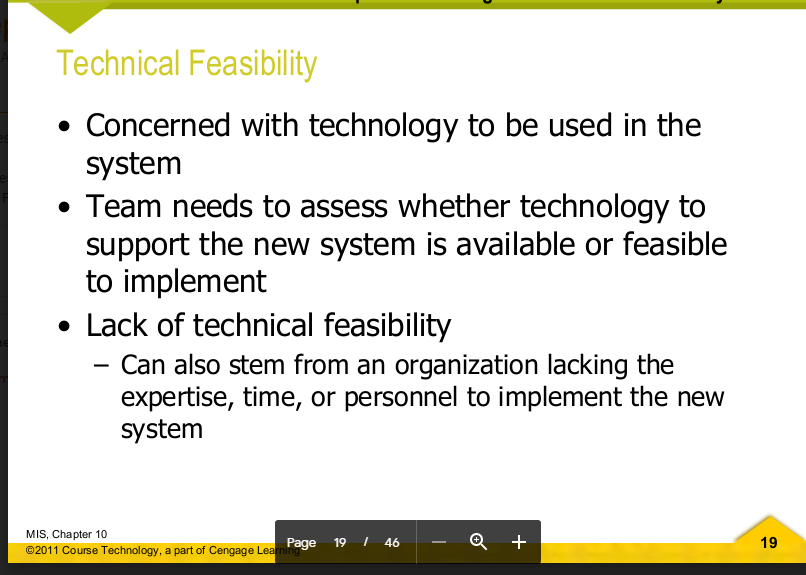 Technical Feasibility
• Concerned with technology to be used in the
system
• Team needs to assess whether technology to
support the new system is available or feasible
to implement
• Lack of technical feasibility
– Can also stem from an organization lacking the
expertise, time, or personnel to implement the new
system
MIS, Chapter 10
©2011 Course Technology, a part of Cengage Learning
Page 19 / 46
19